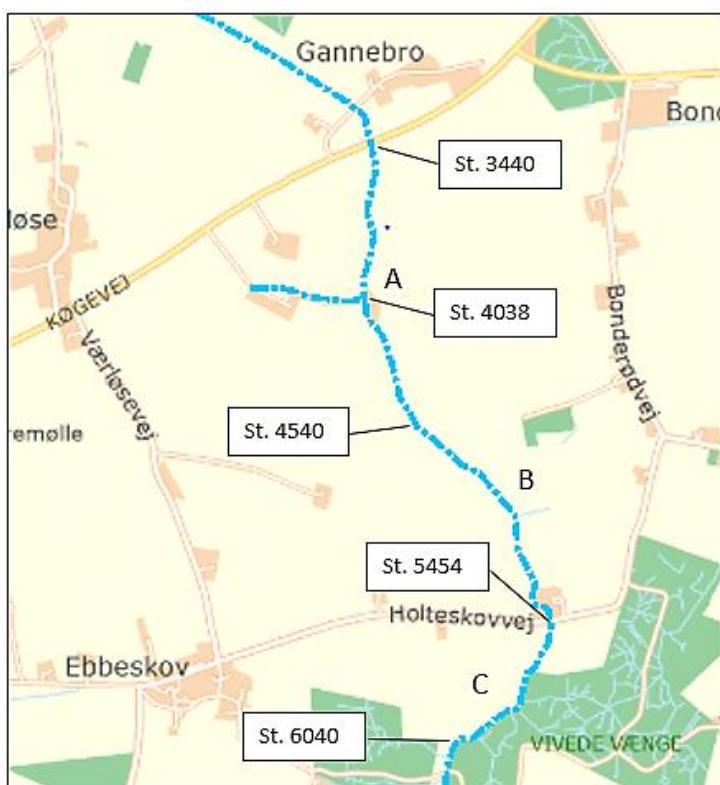 Gannebro
Bond
St. 3440
løse
A
KØGEVEJ
St. 4038
Bonderødvej
Værløsevej
St. 4540
remølle
B
St. 5454
Holteskovvej
Ebbeskov
C
St. 6040
VIVEDE VÆNGE